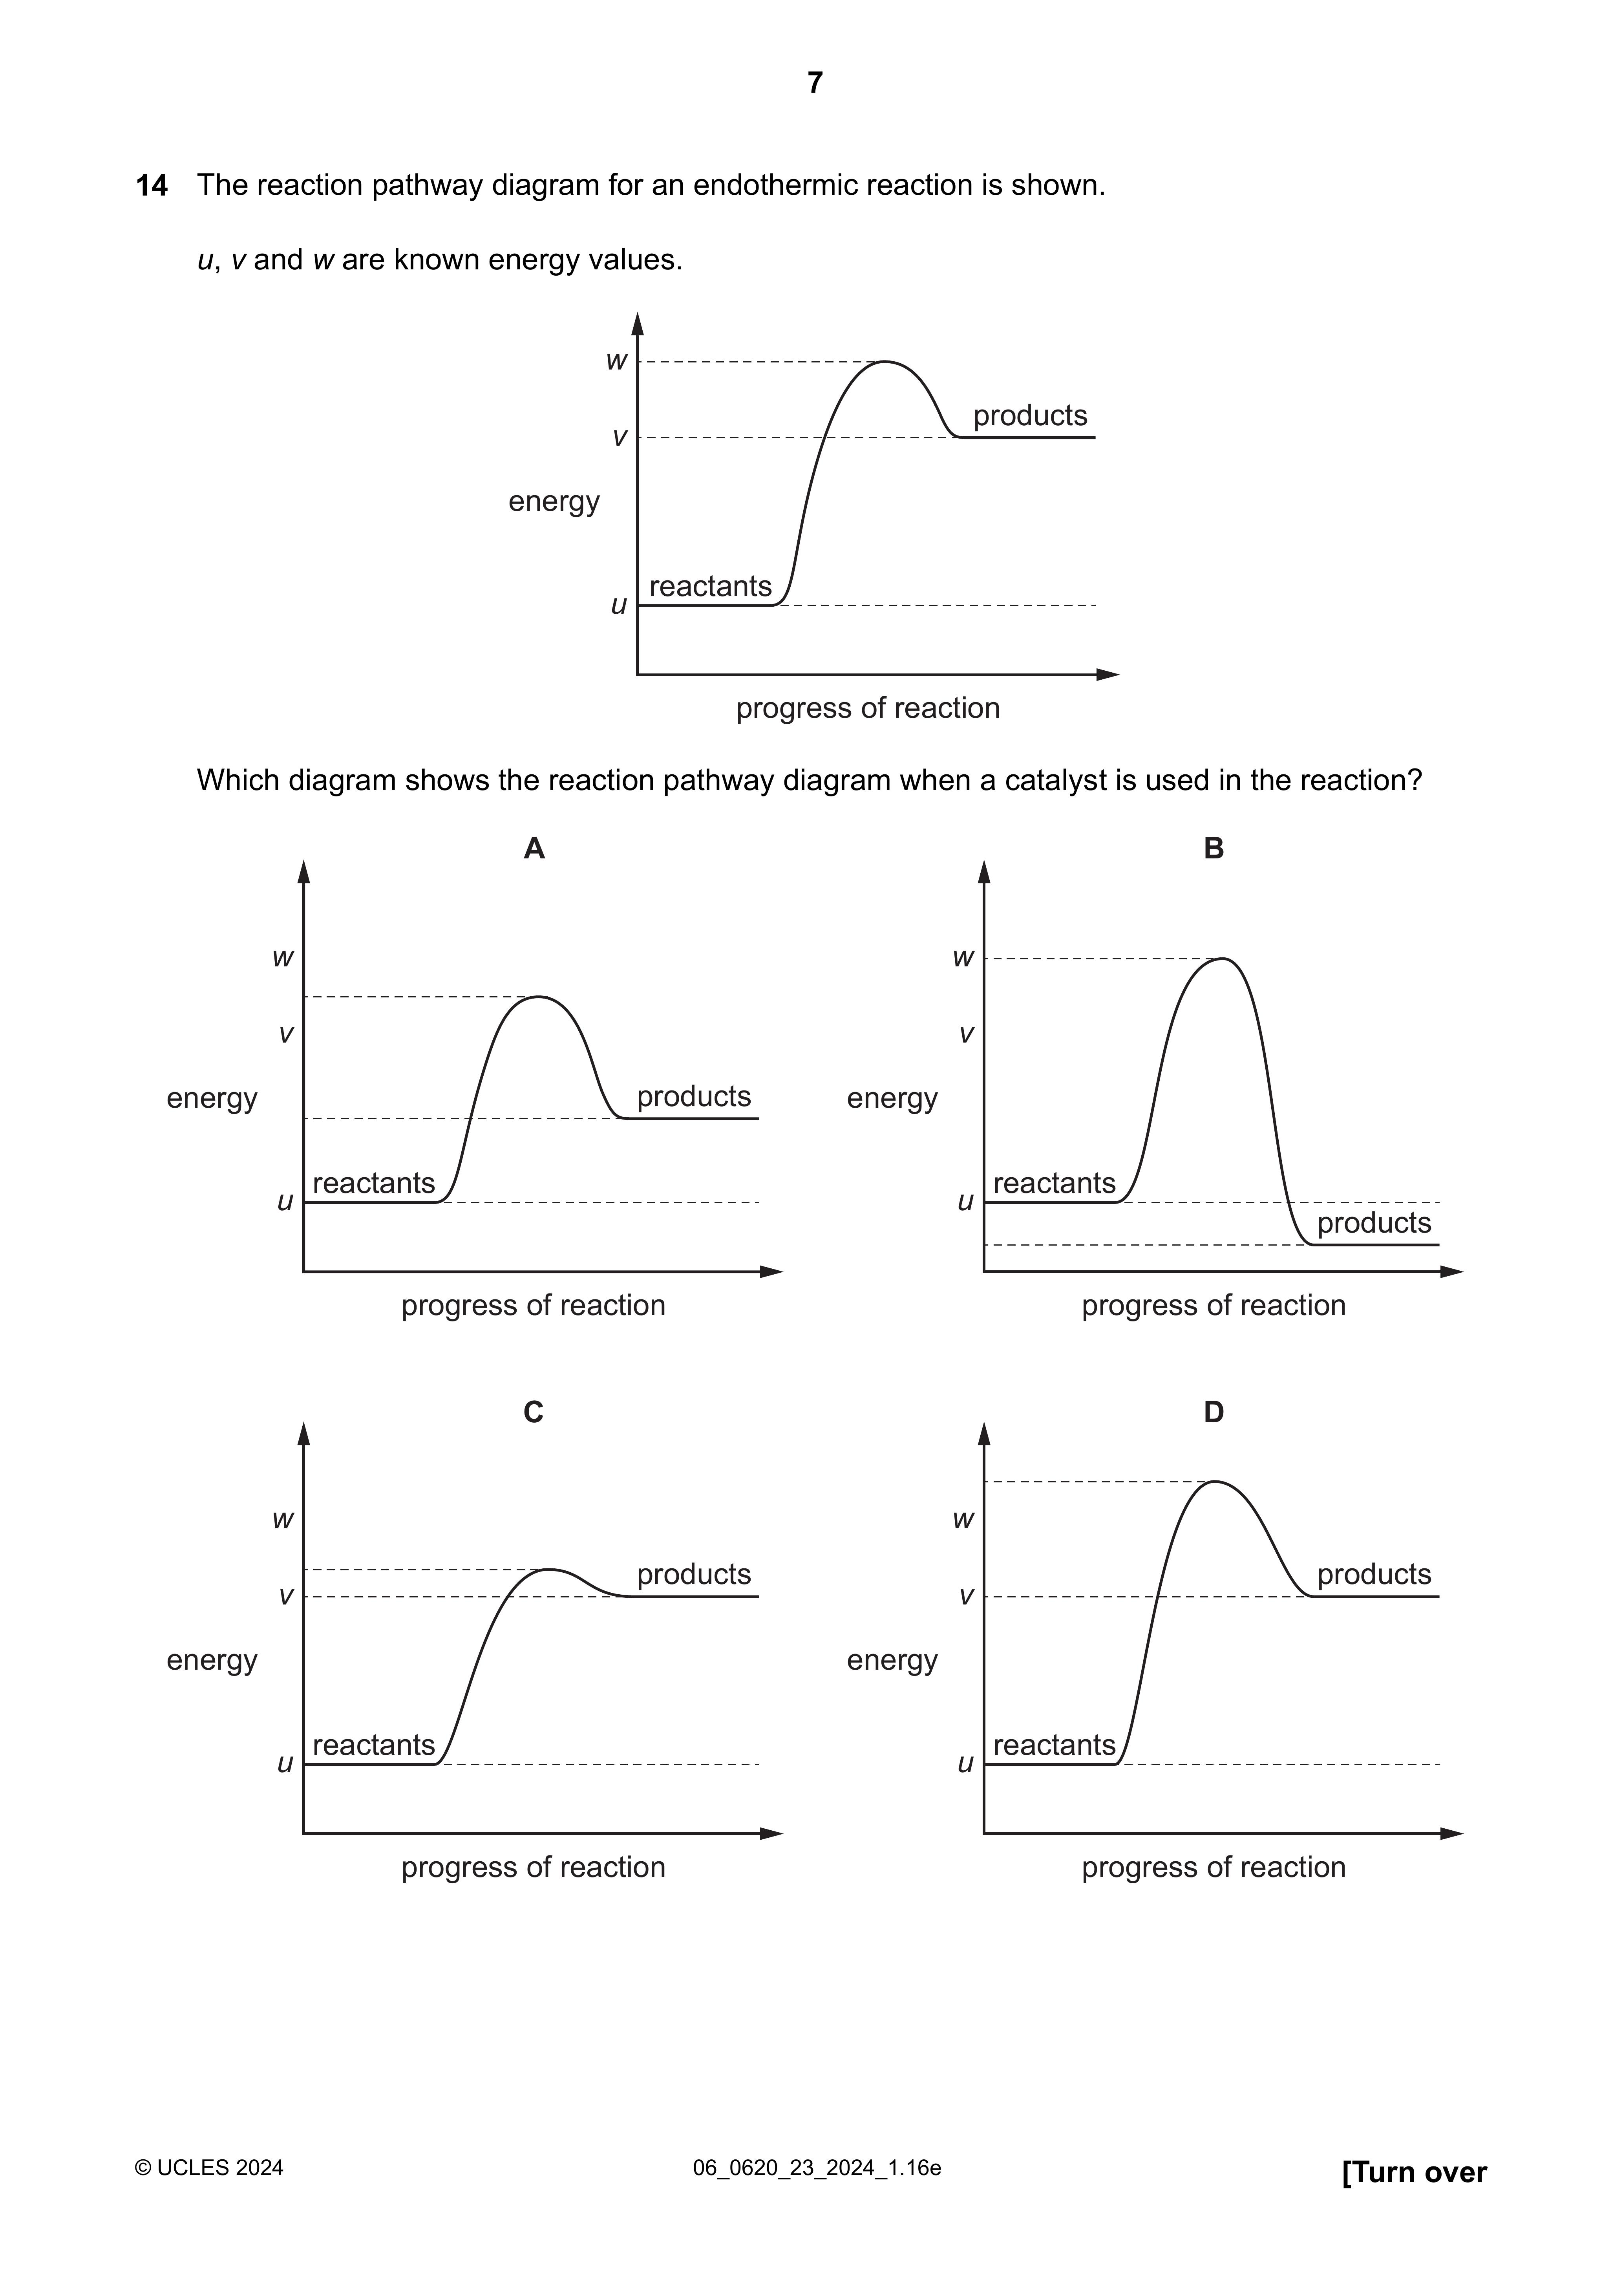 7
14 The reaction pathway diagram for an endothermic reaction is shown.
u, v and w are known energy values.
w
products
v
energy
reactants
u
progress of reaction
Which diagram shows the reaction pathway diagram when a catalyst is used in the reaction?
A
w
v
energy
products
reactants
u
progress of reaction
B
w
v
energy
reactants
u
products
progress of reaction
C
w
products
v
energy
reactants
u
progress of reaction
D
w
products
v
energy
reactants
u
progress of reaction
© UCLES 2024 06_0620_23_2024_1.16e [Turn over